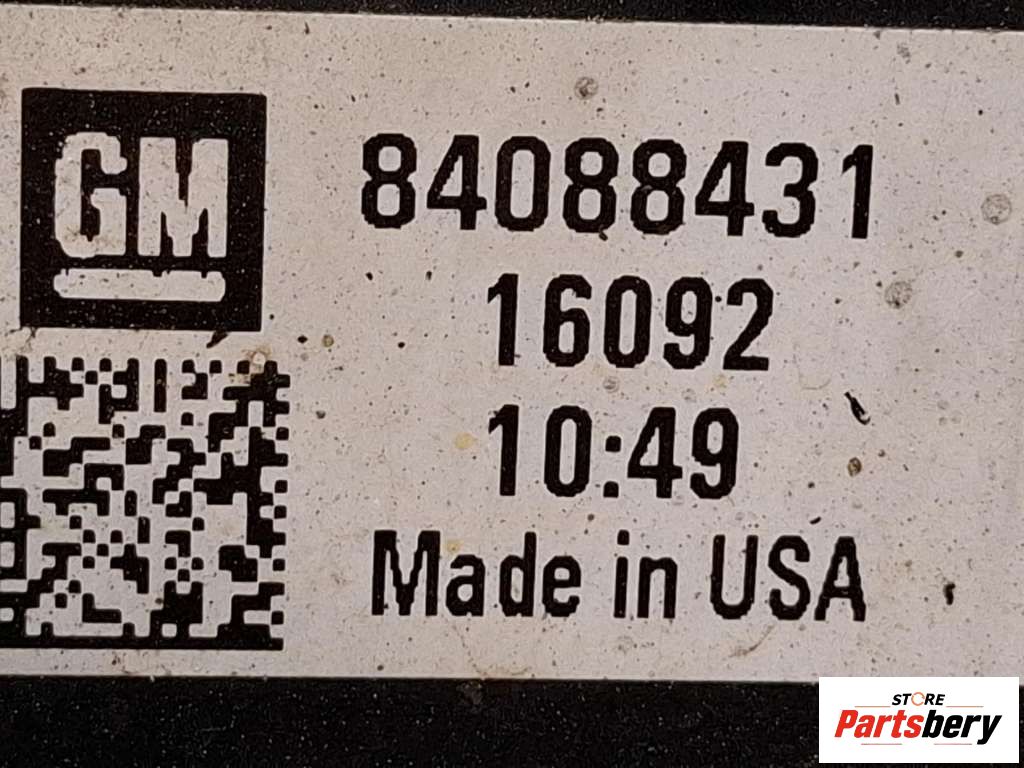 GM
84088431
16092
10:49
Made in USA
STORE
Partsbery